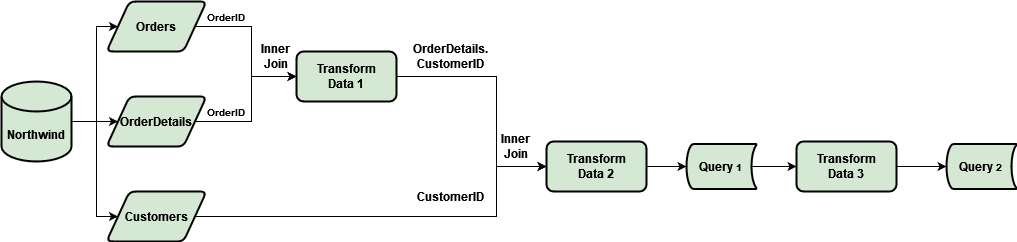 Orders
OrderID
Inner
Join
Transform
Data 1
OrderDetails.
CustomerID
Northwind
OrderDetails
OrderID
Inner
Join
Transform
Data 2
Query 1
Transform
Data 3
Query 2
Customers
CustomerID